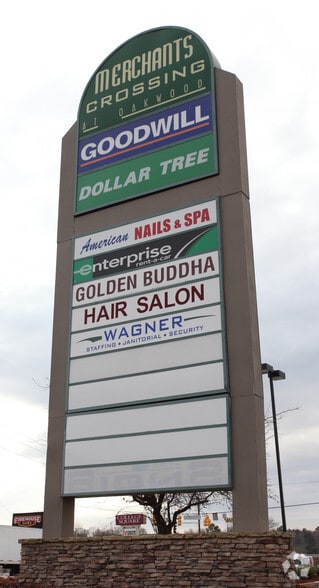 MERCHANTS
CROSSING
AT OAKWOOD
GOODWILL
DOLLAR TREE
American NAILS & SPA
enterprise
rent-a-car
GOLDEN BUDDHA
HAIR SALON
WAGNER
STAFFING • JANITORIAL • SECURITY
SQUARE